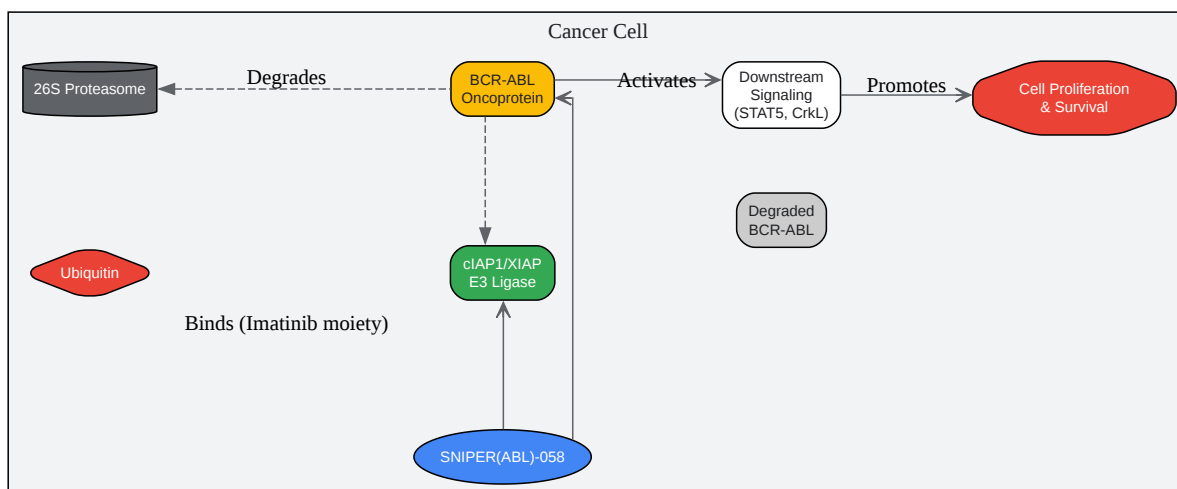 Cancer Cell
26S Proteasome
Degrades
BCR-ABL
Oncoprotein
Activates
Downstream
Signaling
(STAT5, CrkL)
Promotes
Cell Proliferation
& Survival
Degraded
BCR-ABL
Ubiquitin
cIAP1/XIAP
E3 Ligase
Binds (Imatinib moiety)
SNIPER(ABL)-058